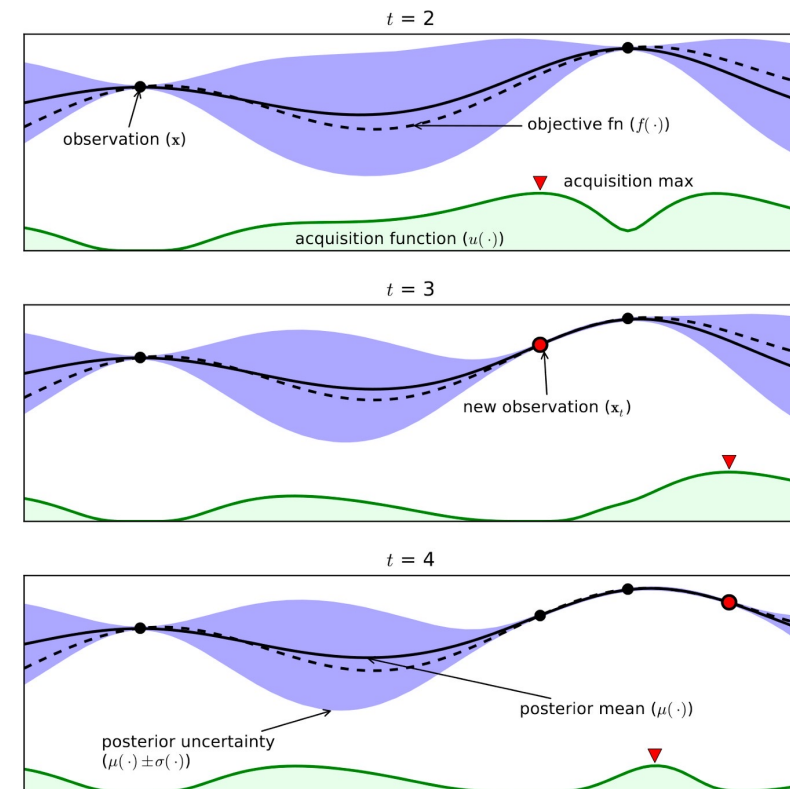 t = 2
observation (x)
objective fn (f(·))
acquisition max
acquisition function (u(·))
t = 3
new observation (xₜ)
t = 4
posterior mean (μ(·))
posterior uncertainty
(μ(·)±σ(·))